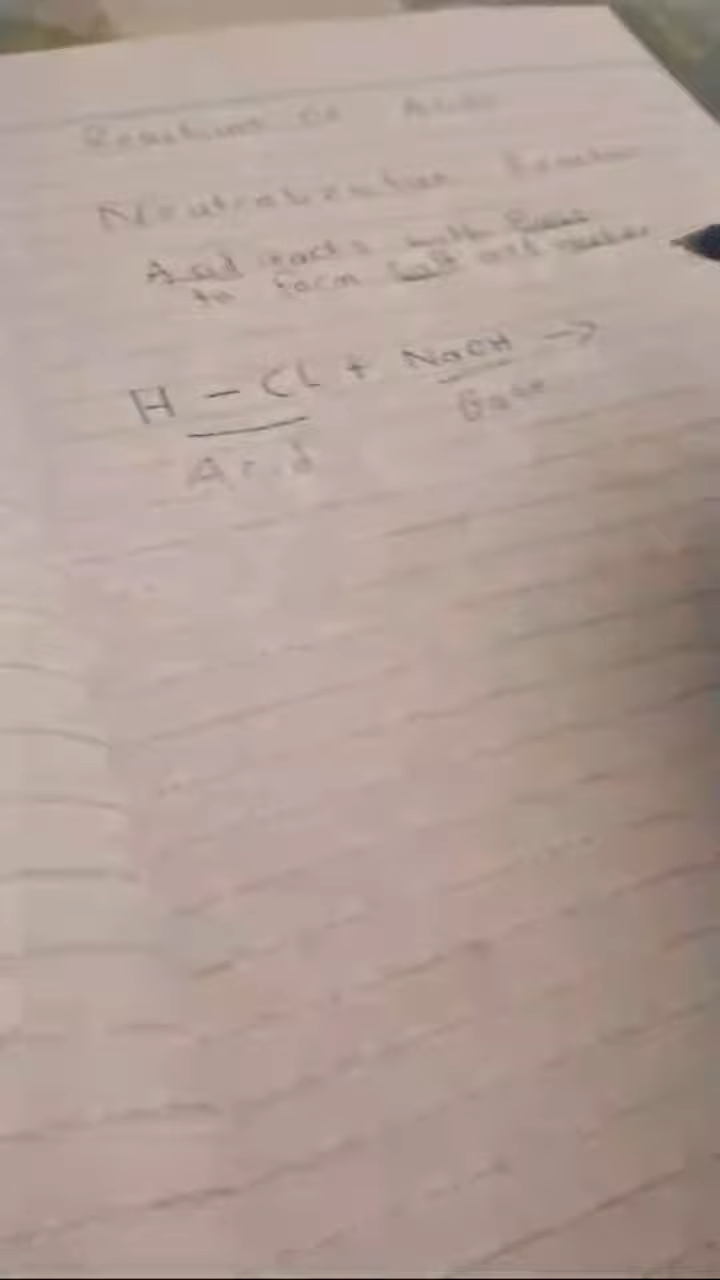 Reactions of Acids
Neutralization Reaction
Acid reacts with Base
to form salt and water
H - Cl + NaOH →
Acid Base